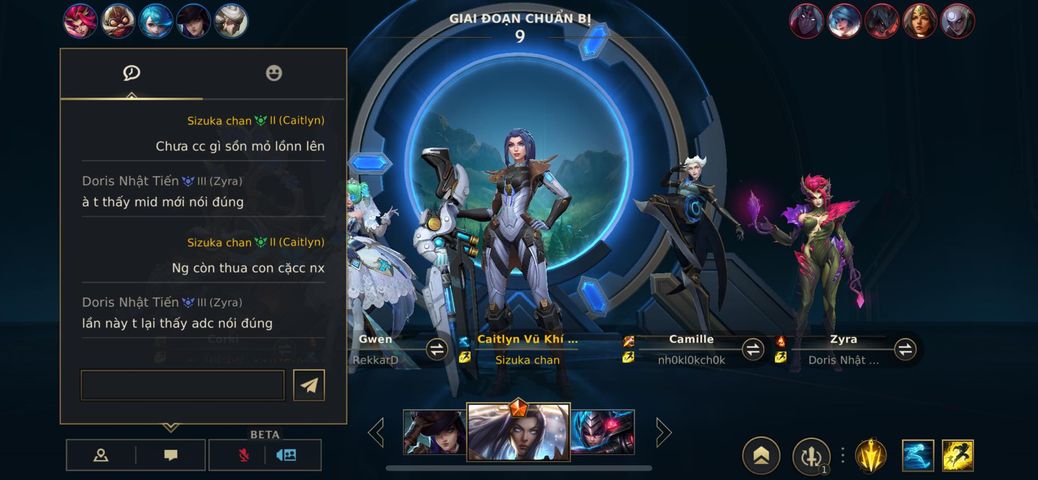 GIAI ĐOẠN CHUẨN BỊ
9
Sizuka chan II (Caitlyn)
Chưa cc gì sồn mỏ lồnn lên
Doris Nhật Tiến III (Zyra)
à t thấy mid mới nói đúng
Sizuka chan II (Caitlyn)
Ng còn thua con cặcc nx
Doris Nhật Tiến III (Zyra)
lần này t lại thấy adc nói đúng
Corki
Gwen
RekkarD
Caitlyn Vũ Khí ...
Sizuka chan
Camille
nh0kl0kch0k
Zyra
Doris Nhật ...
BETA
1